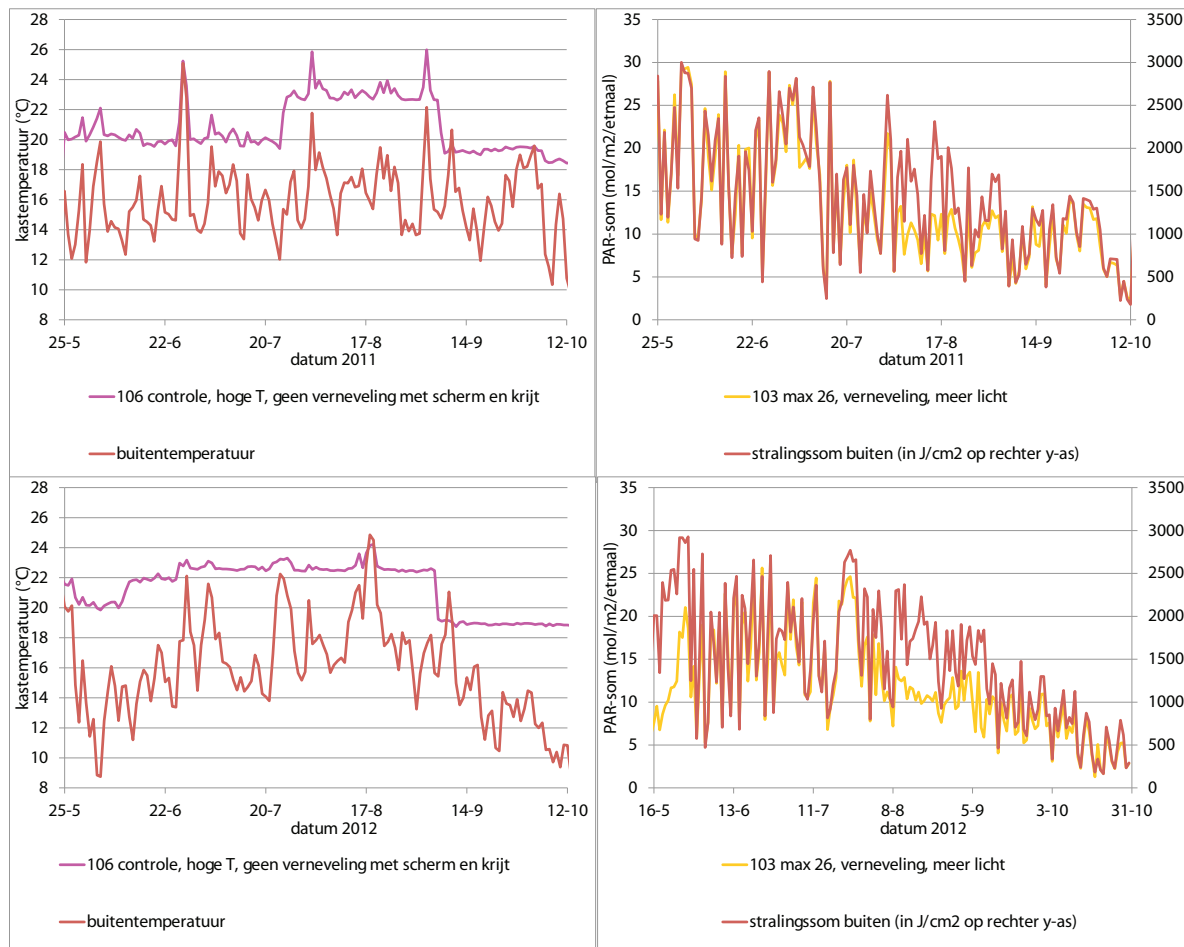 28
26
24
22
20
18
16
14
12
10
8
kastemperatuur (°C)
25-5 22-6 20-7 17-8 14-9 12-10
datum 2011
106 controle, hoge T, geen verneveling met scherm en krijt
buitentemperatuur
35 3500
30 3000
25 2500
20 2000
15 1500
10 1000
5 500
0 0
PAR-som (mol/m2/etmaal)
25-5 22-6 20-7 17-8 14-9 12-10
datum 2011
103 max 26, verneveling, meer licht
stralingssom buiten (in J/cm2 op rechter y-as)
28
26
24
22
20
18
16
14
12
10
8
kastemperatuur (°C)
25-5 22-6 20-7 17-8 14-9 12-10
datum 2012
106 controle, hoge T, geen verneveling met scherm en krijt
buitentemperatuur
35 3500
30 3000
25 2500
20 2000
15 1500
10 1000
5 500
0 0
PAR-som (mol/m2/etmaal)
16-5 13-6 11-7 8-8 5-9 3-10 31-10
datum 2012
103 max 26, verneveling, meer licht
stralingssom buiten (in J/cm2 op rechter y-as)